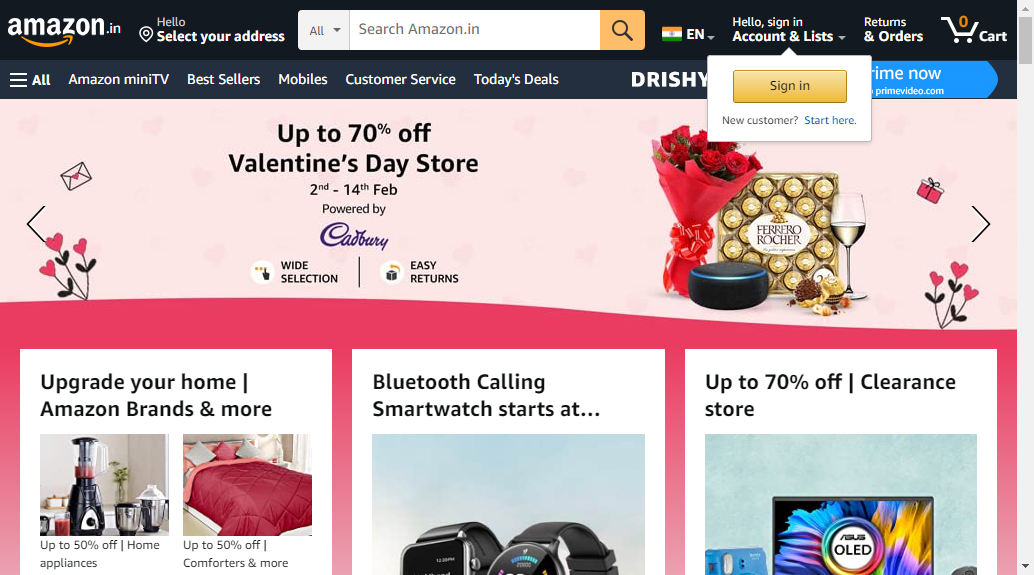 amazon.in
Hello
Select your address
All
Search Amazon.in
EN
Hello, sign in
Account & Lists
Returns
& Orders
0
Cart
All
Amazon miniTV
Best Sellers
Mobiles
Customer Service
Today's Deals
DRISHY
rime now
primevideo.com
Sign in
New customer? Start here.
Up to 70% off
Valentine's Day Store
2nd - 14th Feb
Powered by
Cadbury
WIDE
SELECTION
EASY
RETURNS
FERRERO
ROCHER
Upgrade your home |
Amazon Brands & more
Bluetooth Calling
Smartwatch starts at...
Up to 70% off | Clearance
store
ASUS
OLED
Up to 50% off | Home
appliances
Up to 50% off |
Comforters & more